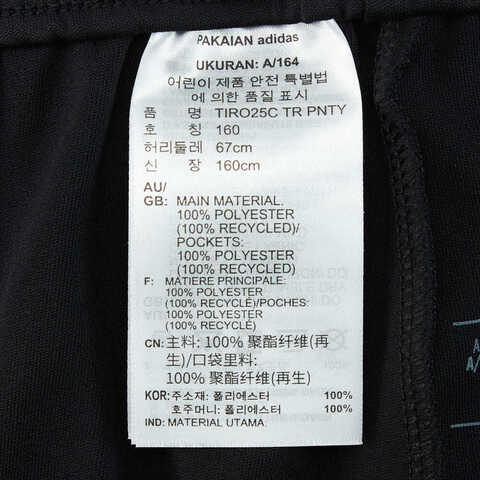 PAKAIAN adidas
UKURAN: A/164
어린이 제품 안전 특별법
에 의한 품질 표시
품 명 TIRO25C TR PNTY
호 칭 160
허리둘레 67cm
신 장 160cm
AU/
GB: MAIN MATERIAL.
100% POLYESTER
(100% RECYCLED)/
POCKETS:
100% POLYESTER
(100% RECYCLED)
F: MATIERE PRINCIPALE:
100% POLYESTER
(100% RECYCLÉ)/POCHES:
100% POLYESTER
(100% RECYCLÉ)
CN: 主料: 100% 聚酯纤维(再
生)/口袋里料:
100% 聚酯纤维(再生)
KOR: 주소재: 폴리에스터 100%
호주머니: 폴리에스터 100%
IND: MATERIAL UTAMA: